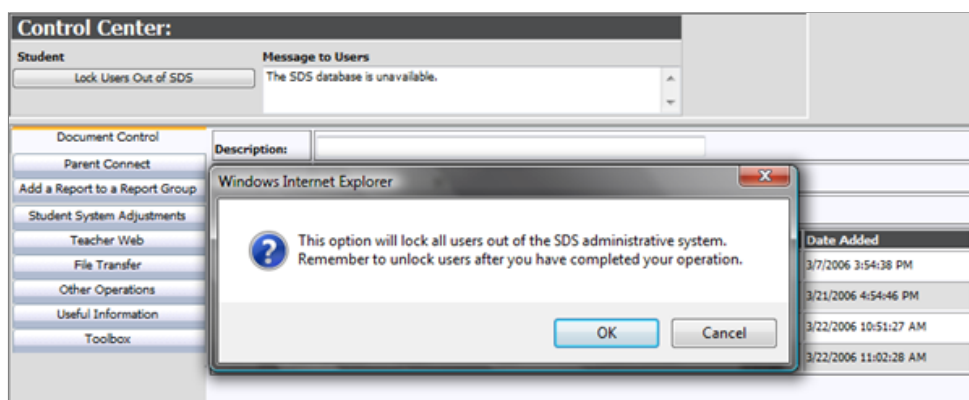 Control Center:
Student
Message to Users
Lock Users Out of SDS
The SDS database is unavailable.
Document Control
Description:
Parent Connect
Add a Report to a Report Group
Student System Adjustments
Teacher Web
File Transfer
Other Operations
Useful Information
Toolbox
Windows Internet Explorer
This option will lock all users out of the SDS administrative system.
Remember to unlock users after you have completed your operation.
OK
Cancel
Date Added
3/7/2006 3:54:38 PM
3/21/2006 4:54:46 PM
3/22/2006 10:51:27 AM
3/22/2006 11:02:28 AM